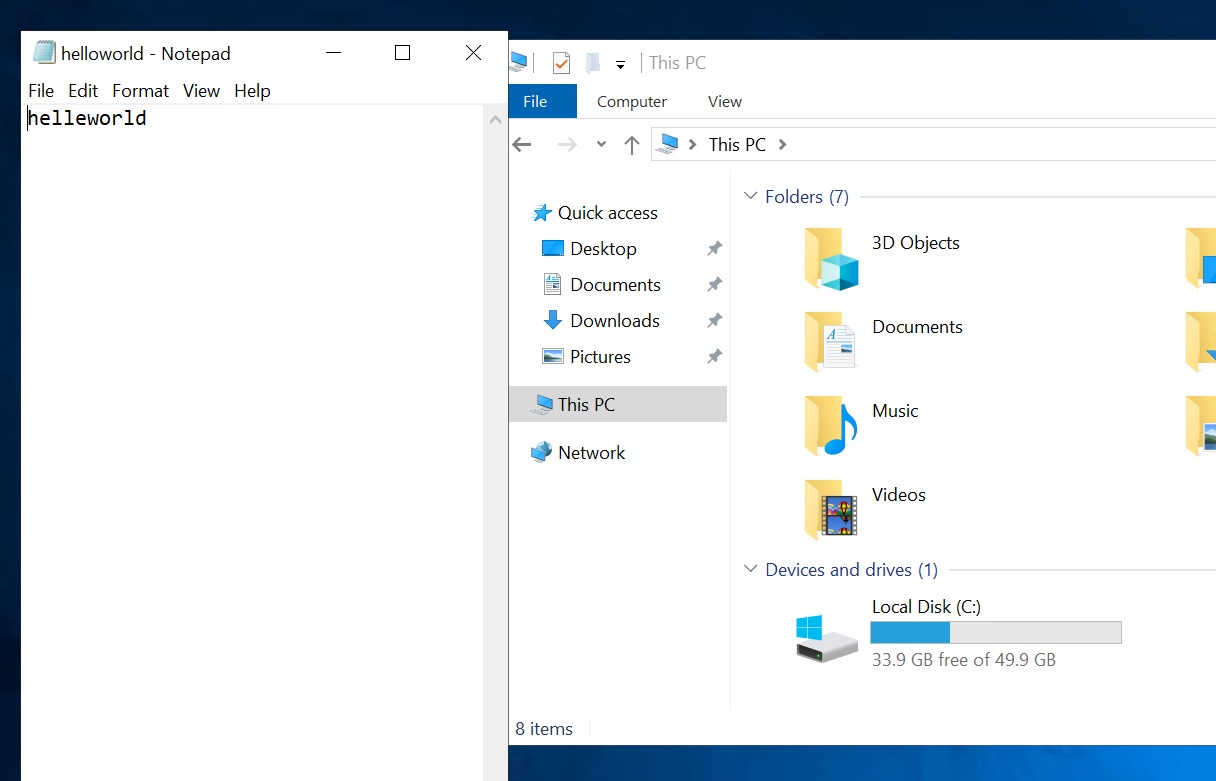 helloworld - Notepad
File Edit Format View Help
helleworld
This PC
File Computer View
This PC
Quick access
Desktop
Documents
Downloads
Pictures
This PC
Network
Folders (7)
3D Objects
Documents
Music
Videos
Devices and drives (1)
Local Disk (C:)
33.9 GB free of 49.9 GB
8 items